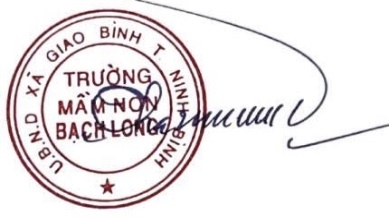 U.B.N.D XÃ GIAO BÌNH T. NINH BÌNH
TRƯỜNG
MẦM NON
BẠCH LONG